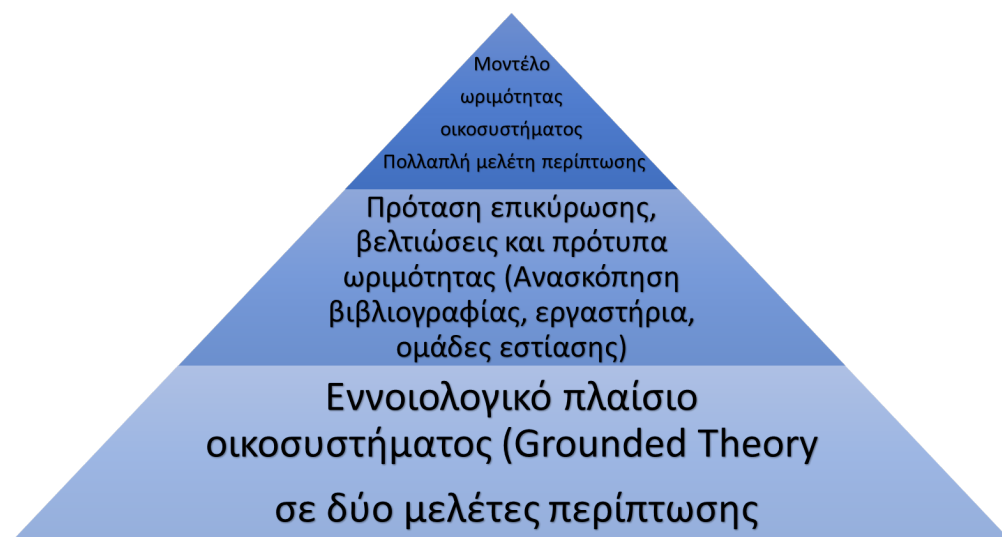 Μοντέλο
ωριμότητας
οικοσυστήματος
Πολλαπλή μελέτη περίπτωσης
Πρόταση επικύρωσης,
βελτιώσεις και πρότυπα
ωριμότητας (Ανασκόπηση
βιβλιογραφίας, εργαστήρια,
ομάδες εστίασης)
Εννοιολογικό πλαίσιο
οικοσυστήματος (Grounded Theory
σε δύο μελέτες περίπτωσης